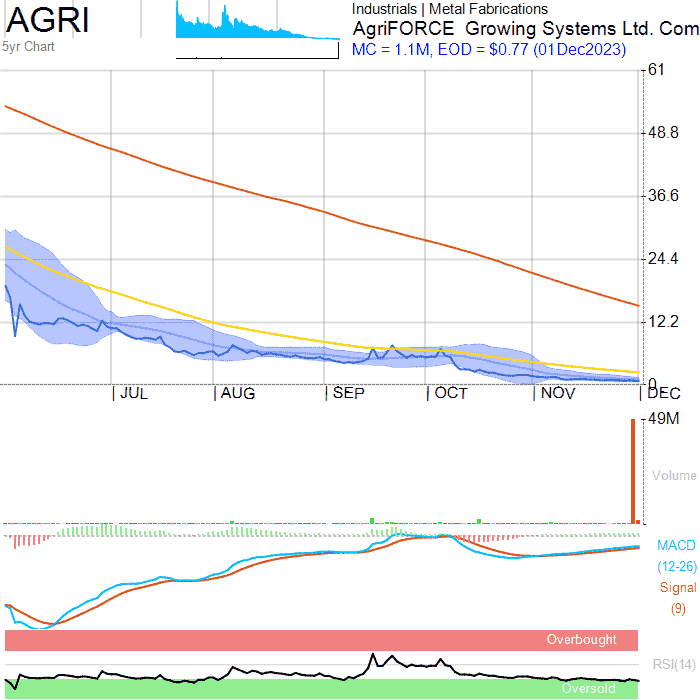 AGRI
5yr Chart
Industrials | Metal Fabrications
AgriFORCE Growing Systems Ltd. Com
MC = 1.1M, EOD = $0.77 (01Dec2023)
61
48.8
36.6
24.4
12.2
0
JUL AUG SEP OCT NOV DEC
49M
Volume
MACD
(12-26)
Signal
(9)
Overbought
RSI(14)
Oversold